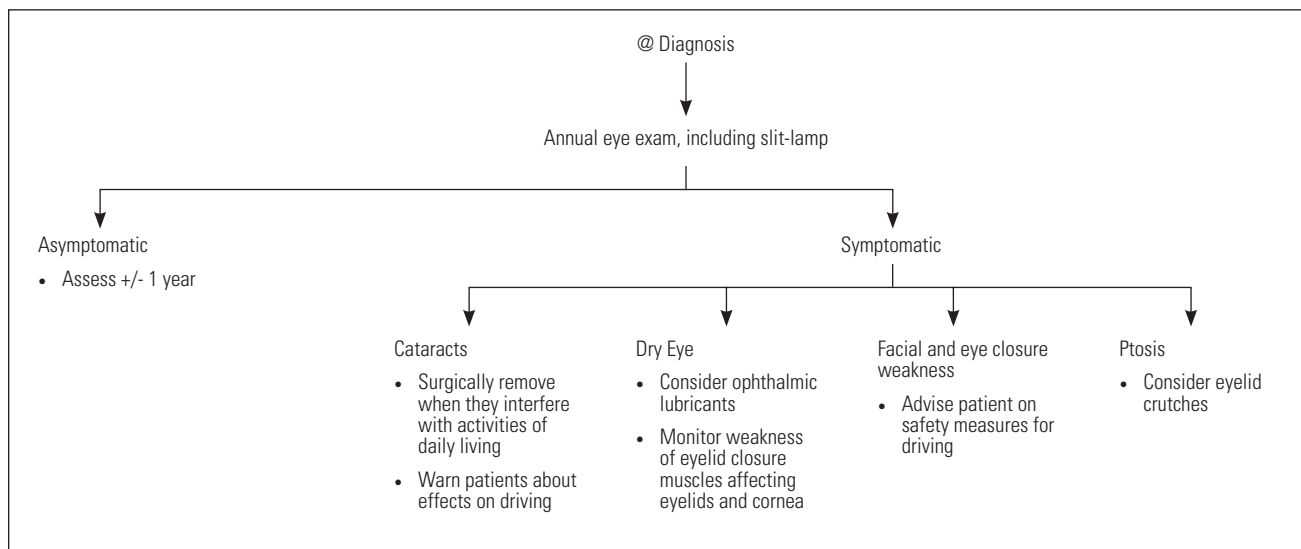 @ Diagnosis
Annual eye exam, including slit-lamp
Asymptomatic
• Assess +/- 1 year
Symptomatic
Cataracts
• Surgically remove
when they interfere
with activities of
daily living
• Warn patients about
effects on driving
Dry Eye
• Consider ophthalmic
lubricants
• Monitor weakness
of eyelid closure
muscles affecting
eyelids and cornea
Facial and eye closure
weakness
• Advise patient on
safety measures for
driving
Ptosis
• Consider eyelid
crutches